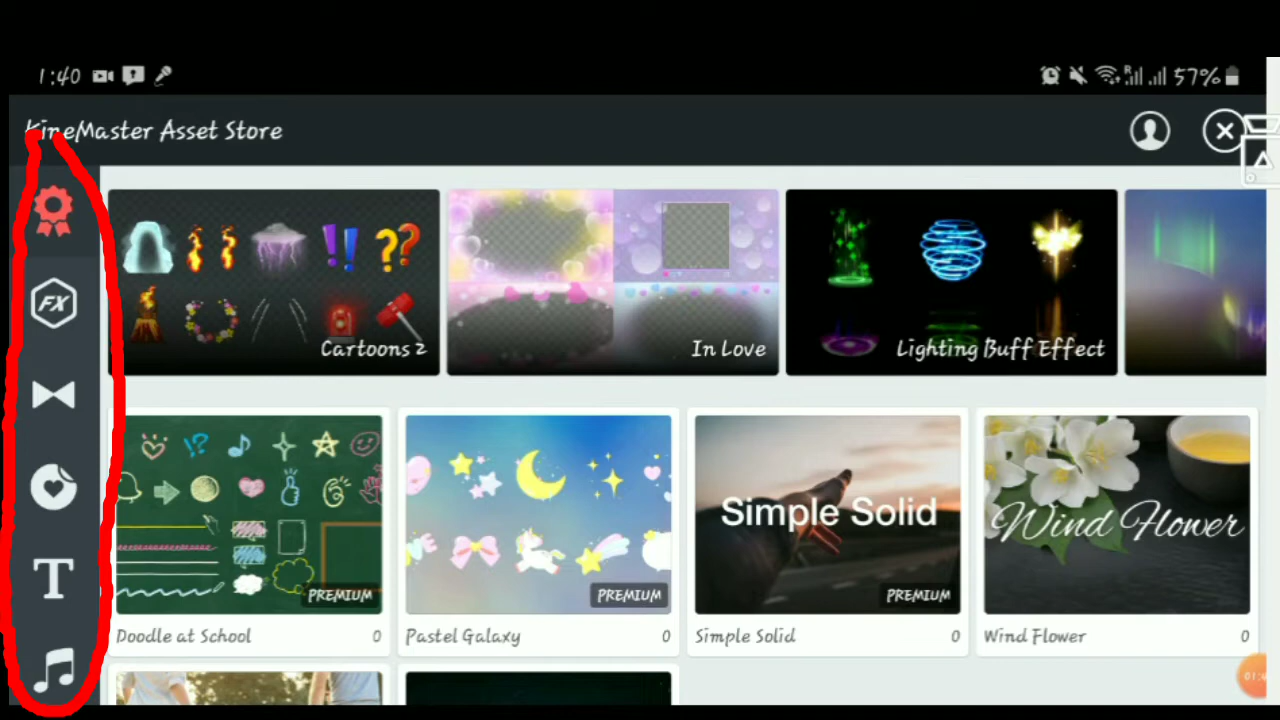 1:40
57%
KineMaster Asset Store
FX
Cartoons 2
In Love
Lighting Buff Effect
T
Simple Solid
Wind Flower
PREMIUM
PREMIUM
PREMIUM
Doodle at School 0
Pastel Galaxy 0
Simple Solid 0
Wind Flower 0